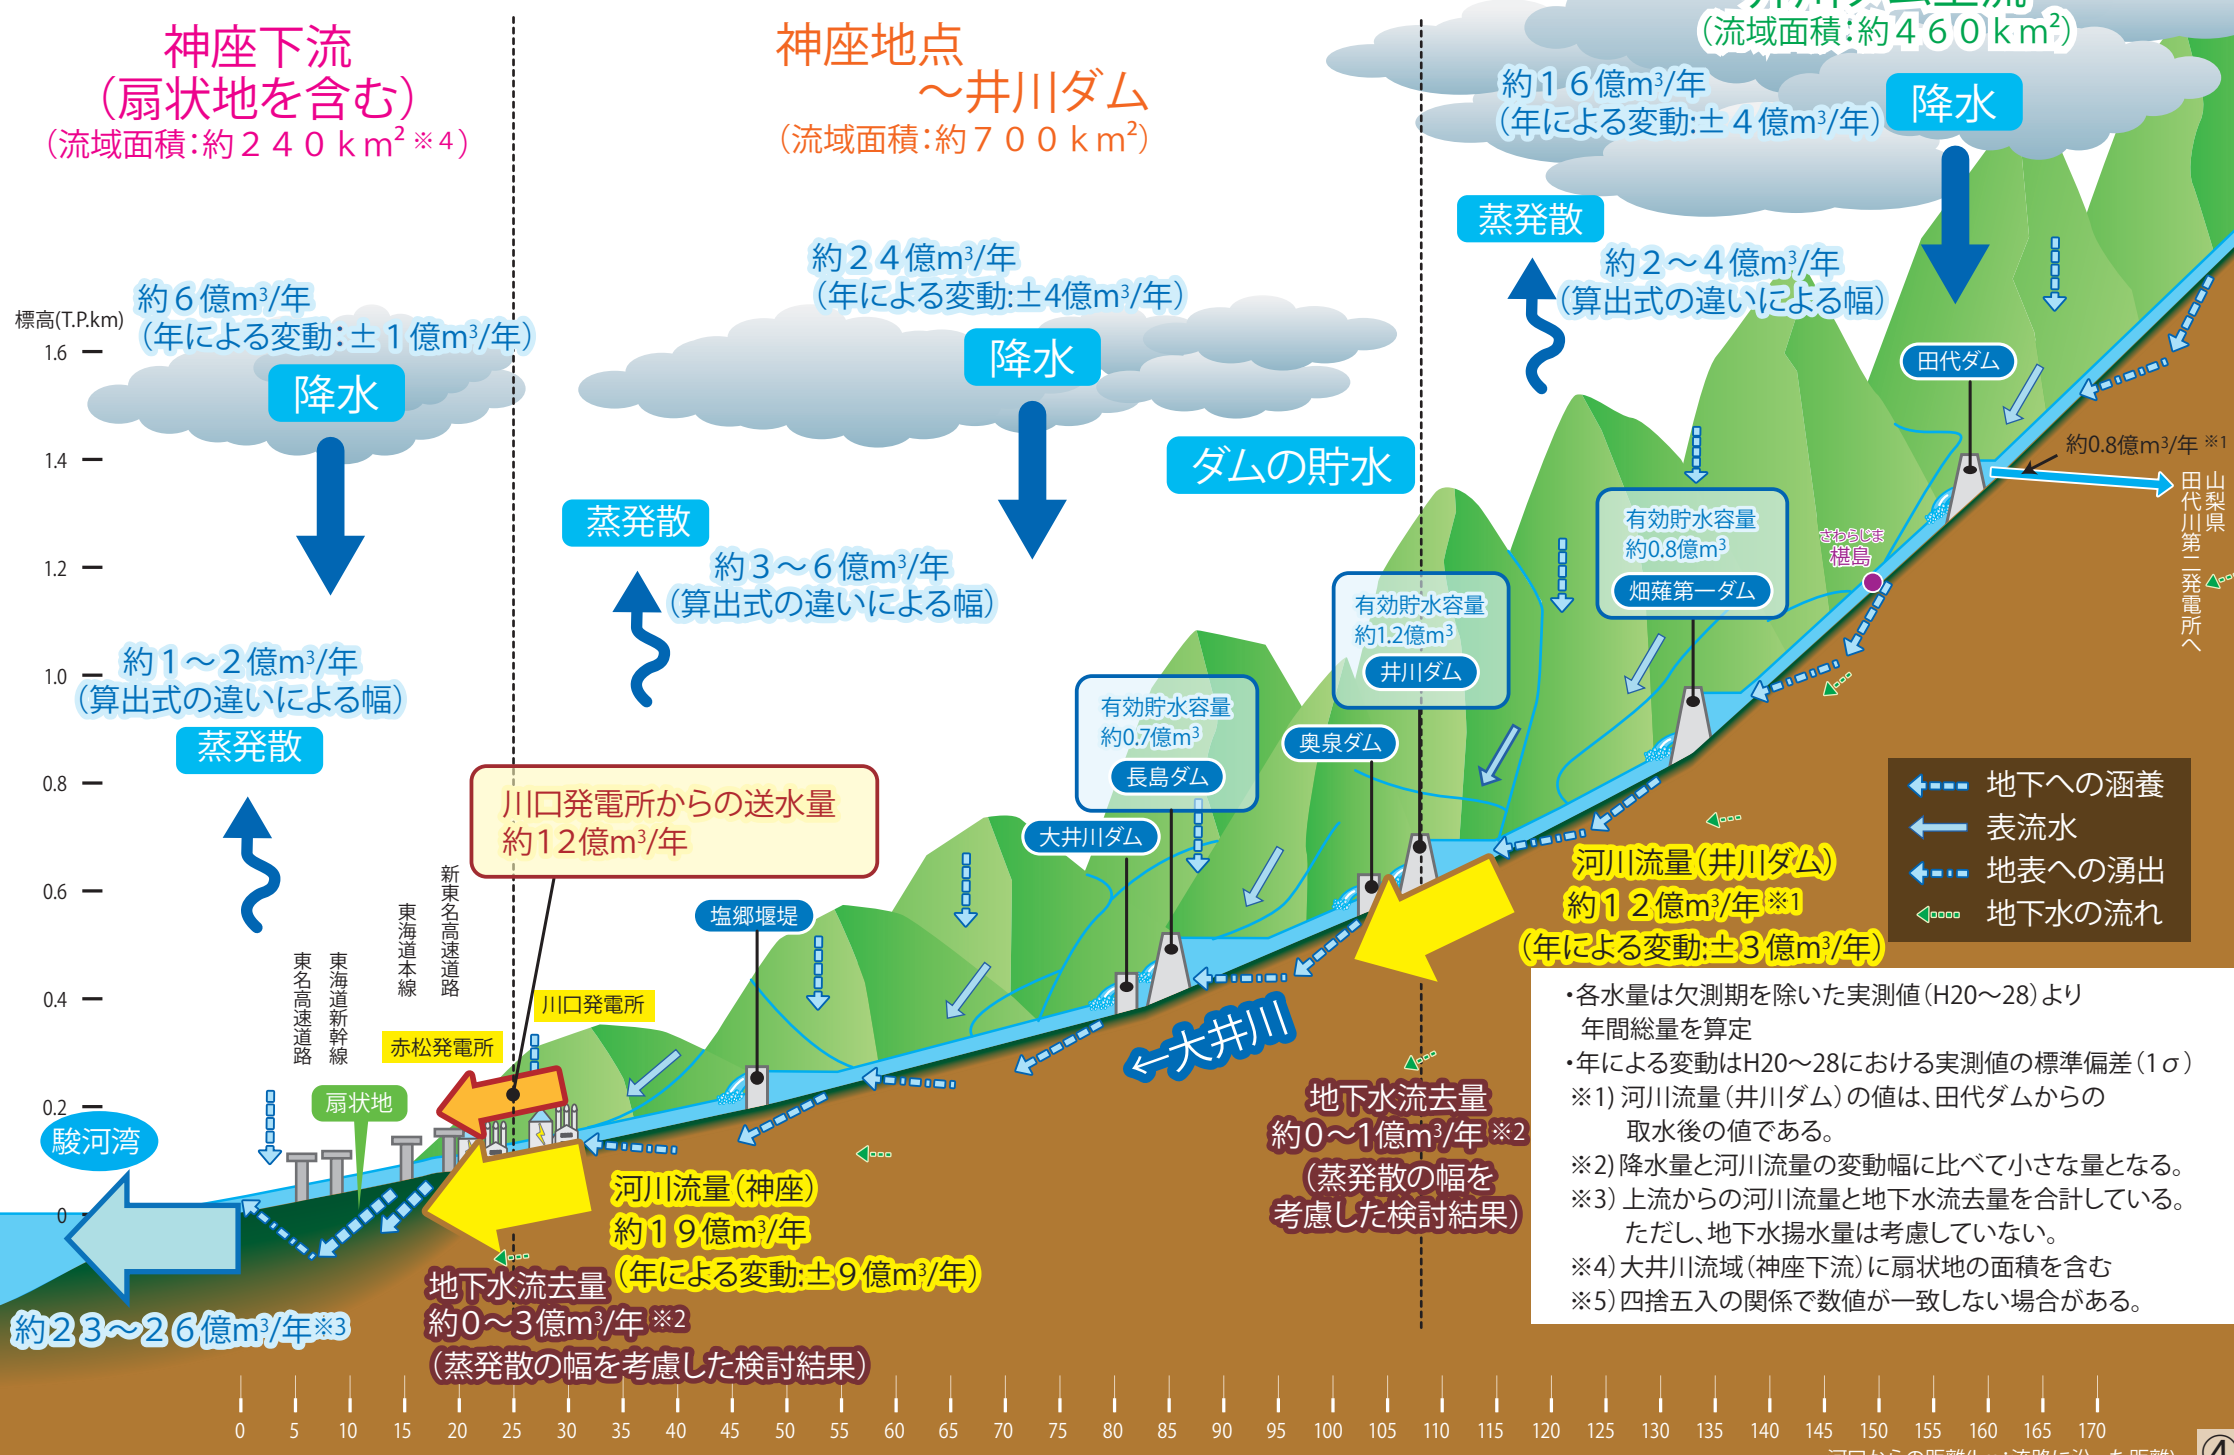 神座下流
（扇状地を含む）
（流域面積：約２４０ｋｍ² ※４）
神座地点
～井川ダム
（流域面積：約７００ｋｍ²）
（流域面積：約４６０ｋｍ²）
約１６億m³/年
（年による変動:±４億m³/年）
降水
蒸発散
約２～４億m³/年
（算出式の違いによる幅）
約２４億m³/年
（年による変動:±4億m³/年）
降水
蒸発散
約３～６億m³/年
（算出式の違いによる幅）
約６億m³/年
（年による変動：±１億m³/年）
降水
約１～２億m³/年
（算出式の違いによる幅）
蒸発散
標高(T.P.km)
1.6
1.4
1.2
1.0
0.8
0.6
0.4
0.2
0
ダムの貯水
田代ダム
約0.8億m³/年 ※1
山梨県
田代川第二発電所へ
有効貯水容量
約0.8億m³
畑薙第一ダム
さわらじま
椹島
有効貯水容量
約1.2億m³
井川ダム
有効貯水容量
約0.7億m³
長島ダム
奥泉ダム
大井川ダム
塩郷堰堤
川口発電所からの送水量
約12億m³/年
川口発電所
赤松発電所
新東名高速道路
東海道本線
東海道新幹線
東名高速道路
扇状地
駿河湾
←大井川
約２３～２６億m³/年※3
河川流量（神座）
約１９億m³/年
（年による変動:±９億m³/年）
地下水流去量
約０～３億m³/年 ※2
（蒸発散の幅を考慮した検討結果）
河川流量（井川ダム）
約１２億m³/年 ※1
（年による変動:±３億m³/年）
地下水流去量
約０～１億m³/年 ※2
（蒸発散の幅を
考慮した検討結果）
地下への涵養
表流水
地表への湧出
地下水の流れ
・各水量は欠測期を除いた実測値（H20～28）より
年間総量を算定
・年による変動はH20～28における実測値の標準偏差（1σ）
※1) 河川流量（井川ダム）の値は、田代ダムからの
取水後の値である。
※2) 降水量と河川流量の変動幅に比べて小さな量となる。
※3) 上流からの河川流量と地下水流去量を合計している。
ただし、地下水揚水量は考慮していない。
※4) 大井川流域（神座下流）に扇状地の面積を含む
※5) 四捨五入の関係で数値が一致しない場合がある。
0 5 10 15 20 25 30 35 40 45 50 55 60 65 70 75 80 85 90 95 100 105 110 115 120 125 130 135 140 145 150 155 160 165 170